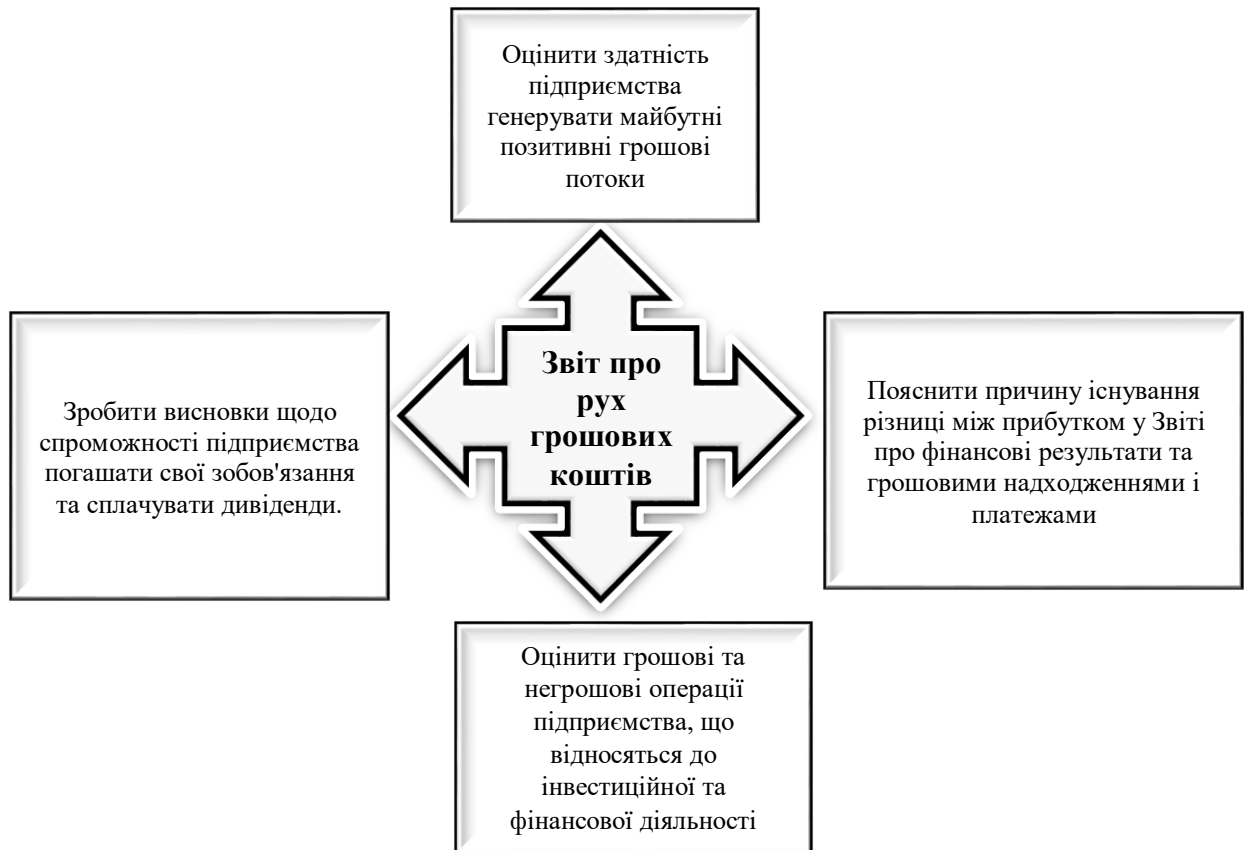 Оцінити здатність
підприємства
генерувати майбутні
позитивні грошові
потоки
Зробити висновки щодо
спроможності підприємства
погашати свої зобов'язання
та сплачувати дивіденди.
Звіт про
рух
грошових
коштів
Пояснити причину існування
різниці між прибутком у Звіті
про фінансові результати та
грошовими надходженнями і
платежами
Оцінити грошові та
негрошові операції
підприємства, що
відносяться до
інвестиційної та
фінансової діяльності